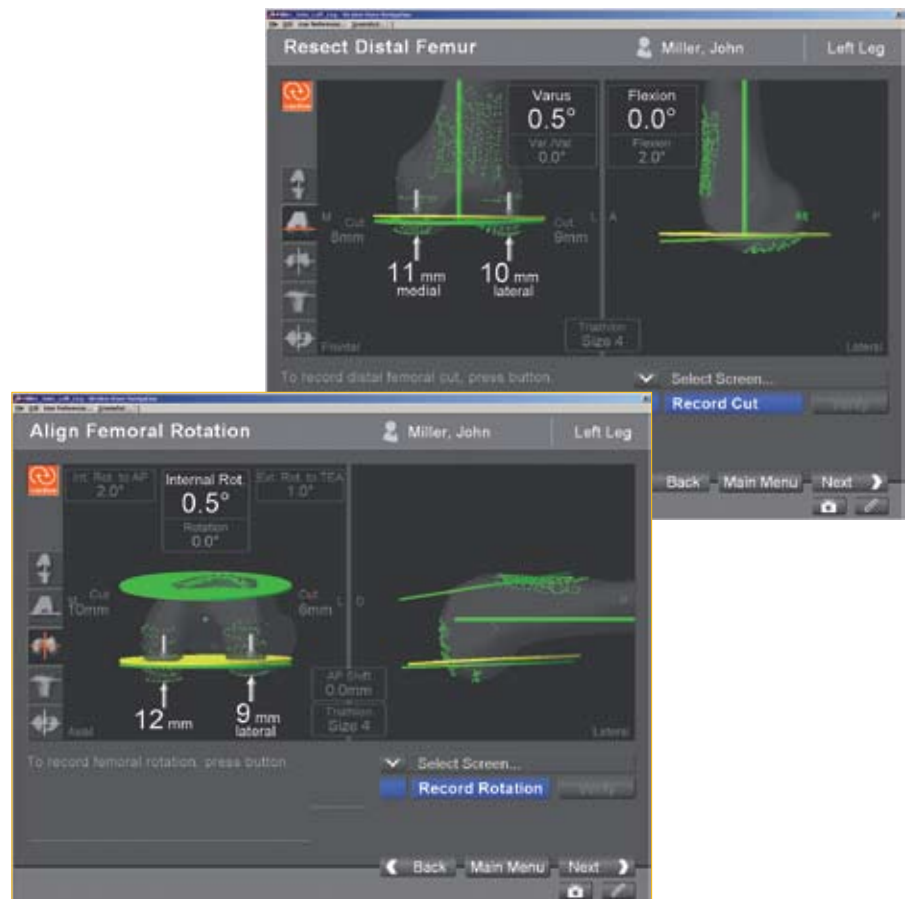 Resect Distal Femur
Miller, John
Left Leg
Varus
0.5°
Var./Val.
0.0°
Flexion
0.0°
Flexion
2.0°
M
Cut
8mm
L
A
Cut
9mm
P
11 mm
medial
10 mm
lateral
Triathlon
Size 4
Frontal
Lateral
To record distal femoral cut, press button.
Select Screen...
Record Cut
Verify
Back
Main Menu
Next
Align Femoral Rotation
Miller, John
Left Leg
Int. Rot. to AP
2.0°
Internal Rot.
0.5°
Rotation
0.0°
Ext. Rot. to TEA
1.0°
M
Cut
10mm
Cut
6mm
L
D
P
AP Shift
0.0mm
12 mm
9 mm
lateral
Triathlon
Size 4
Axial
Lateral
To record femoral rotation, press button
Select Screen...
Record Rotation
Verify
Back
Main Menu
Next